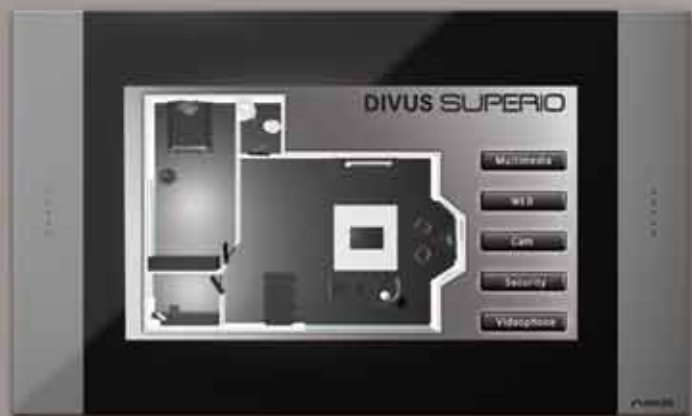 DIVUS SUPERIO
Multimedia
WEB
Cam
Security
Videophone